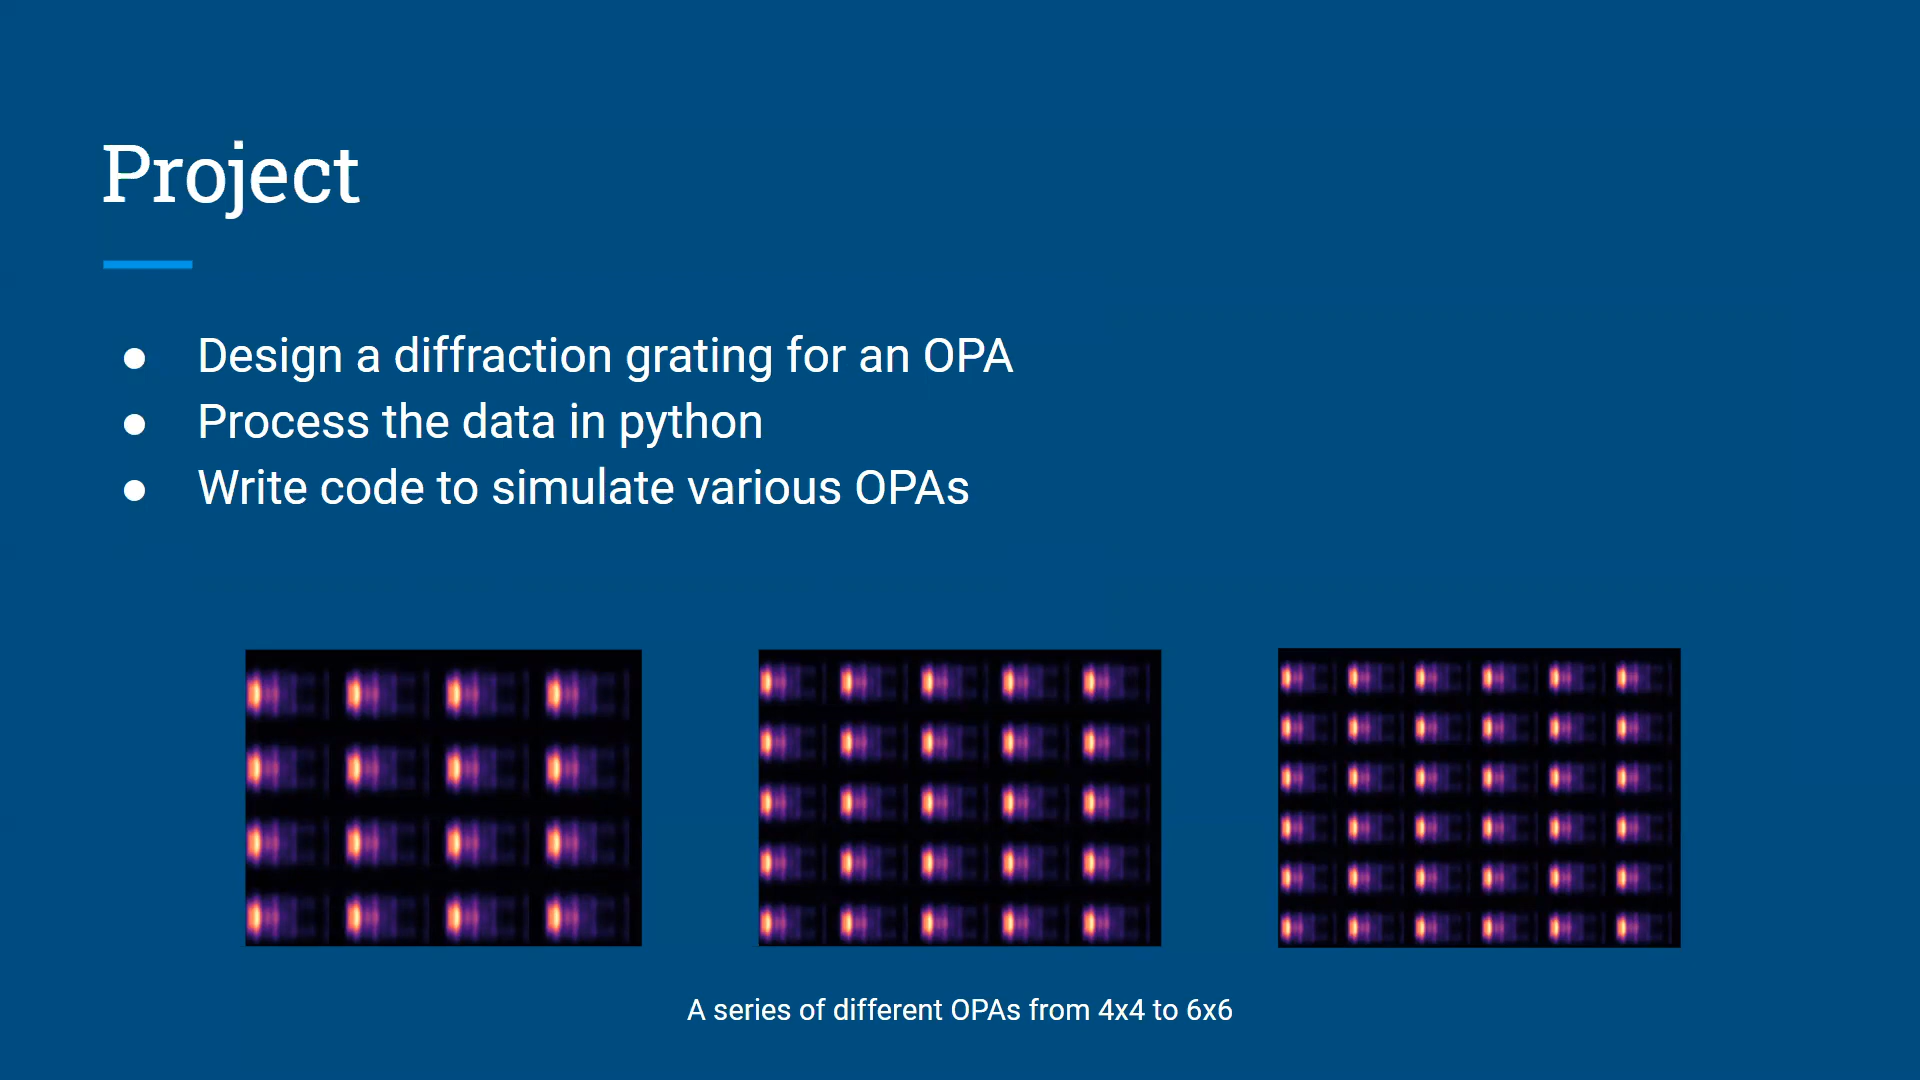 Project
● Design a diffraction grating for an OPA
● Process the data in python
● Write code to simulate various OPAs
A series of different OPAs from 4x4 to 6x6